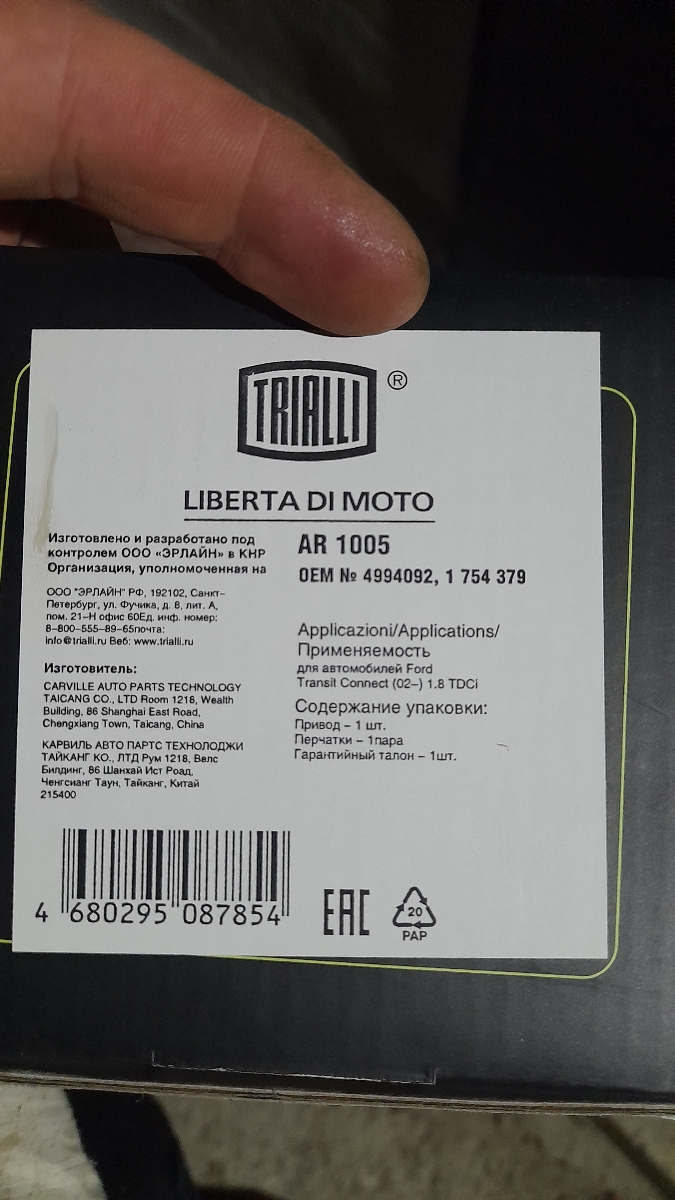 TRIALLI ®
LIBERTA DI MOTO
Изготовлено и разработано под
контролем ООО «ЭРЛАЙН» в КНР
Организация, уполномоченная на
ООО "ЭРЛАЙН" РФ, 192102, Санкт-
Петербург, ул. Фучика, д. 8, лит. А,
пом. 21-Н офис 60Ед. инф. номер:
8-800-555-89-65почта:
info@trialli.ru Веб: www.trialli.ru
Изготовитель:
CARVILLE AUTO PARTS TECHNOLOGY
TAICANG CO., LTD Room 1218, Wealth
Building, 86 Shanghai East Road,
Chengxiang Town, Taicang, China
КАРВИЛЬ АВТО ПАРТС ТЕХНОЛОДЖИ
ТАЙКАНГ КО., ЛТД Рум 1218, Велс
Билдинг, 86 Шанхай Ист Роад,
Ченгсианг Таун, Тайканг, Китай
215400
AR 1005
OEM № 4994092, 1 754 379
Applicazioni/Applications/
Применяемость
для автомобилей Ford
Transit Connect (02-) 1.8 TDCi
Содержание упаковки:
Привод - 1 шт.
Перчатки - 1пара
Гарантийный талон - 1шт.
4 680295 087854
EAC
20
PAP